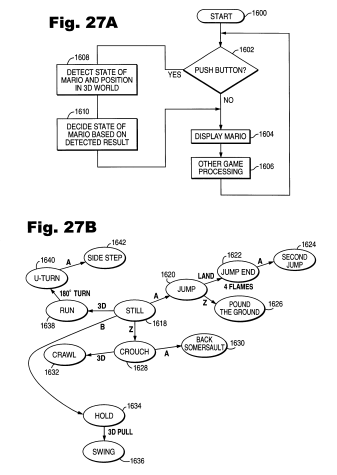 Fig. 27A
START
1600
1602
PUSH BUTTON?
YES
NO
1608
DETECT STATE OF
MARIO AND POSITION
IN 3D WORLD
1610
DECIDE STATE OF
MARIO BASED ON
DETECTED RESULT
DISPLAY MARIO
1604
OTHER GAME
PROCESSING
1606
Fig. 27B
1642
SIDE STEP
1640
A
U-TURN
180° TURN
RUN
1638
3D
STILL
1618
B
Z
A
1620
JUMP
LAND
4 FLAMES
1622
JUMP END
A
1624
SECOND
JUMP
Z
POUND
THE GROUND
1626
CRAWL
1632
3D
CROUCH
1628
A
BACK
SOMERSAULT
1630
HOLD
1634
3D PULL
SWING
1636